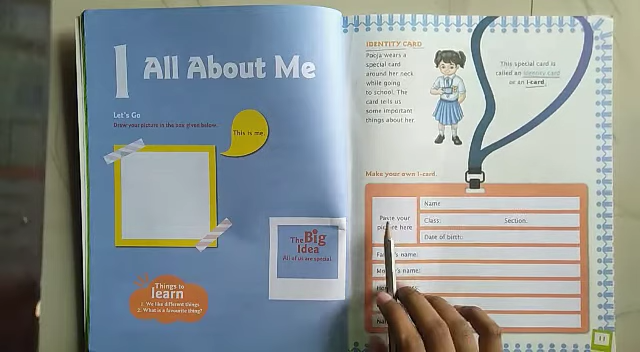 1 All About Me
Let's Go
Draw your picture in the box given below.
This is me.
The Big
Idea
All of us are special.
Things to
learn
1. We like different things.
2. What is a favourite thing?
IDENTITY CARD
Pooja wears a
special card
around her neck
while going
to school. The
card tells us
some important
things about her.
This special card is
called an identity card
or an I-card.
Make your own I-card.
Paste your
picture here
Name
Class: Section:
Date of birth:
name:
name:
11